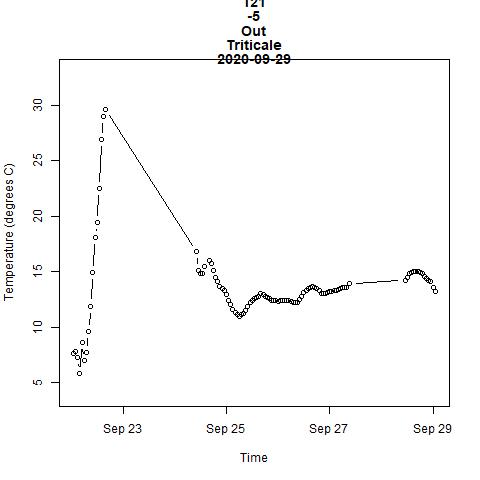 121
-5
Out
Triticale
2020-09-29
Temperature (degrees C)
30
25
20
15
10
5
Sep 23
Sep 25
Sep 27
Sep 29
Time